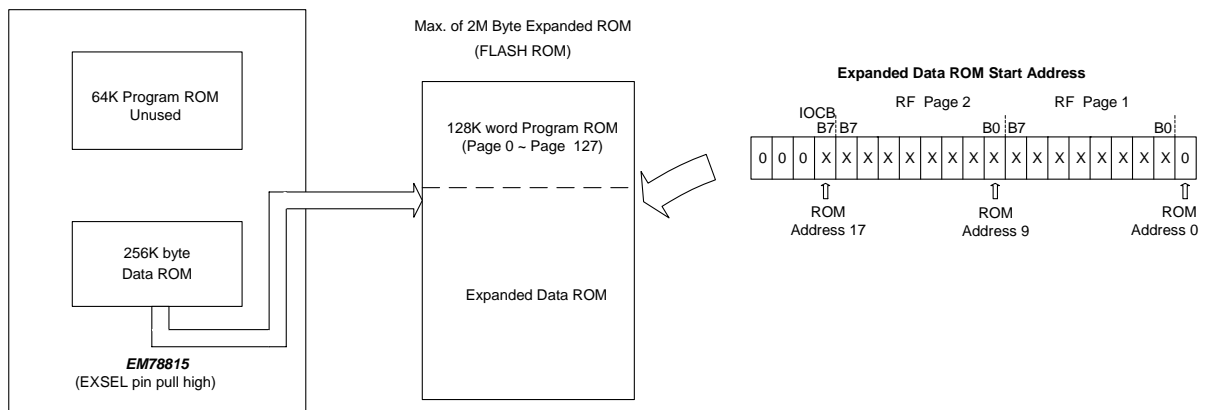 64K Program ROM
Unused
256K byte
Data ROM
EM78815
(EXSEL pin pull high)
Max. of 2M Byte Expanded ROM
(FLASH ROM)
128K word Program ROM
(Page 0 ~ Page 127)
Expanded Data ROM
Expanded Data ROM Start Address
RF Page 2 RF Page 1
IOCB
B7 B7 B0 B7 B0
0 0 0 X X X X X X X X X X X X X X X X X 0
ROM ROM ROM
Address 17 Address 9 Address 0